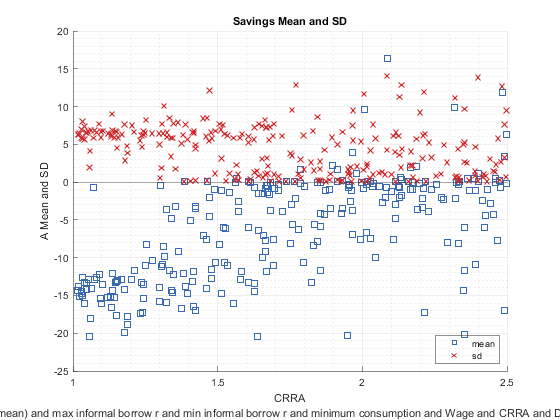 Savings Mean and SD
20
15
10
5
0
-5
-10
-15
-20
-25
A Mean and SD
1
1.5
2
2.5
CRRA
mean
sd
mean) and max informal borrow r and min informal borrow r and minimum consumption and Wage and CRRA and